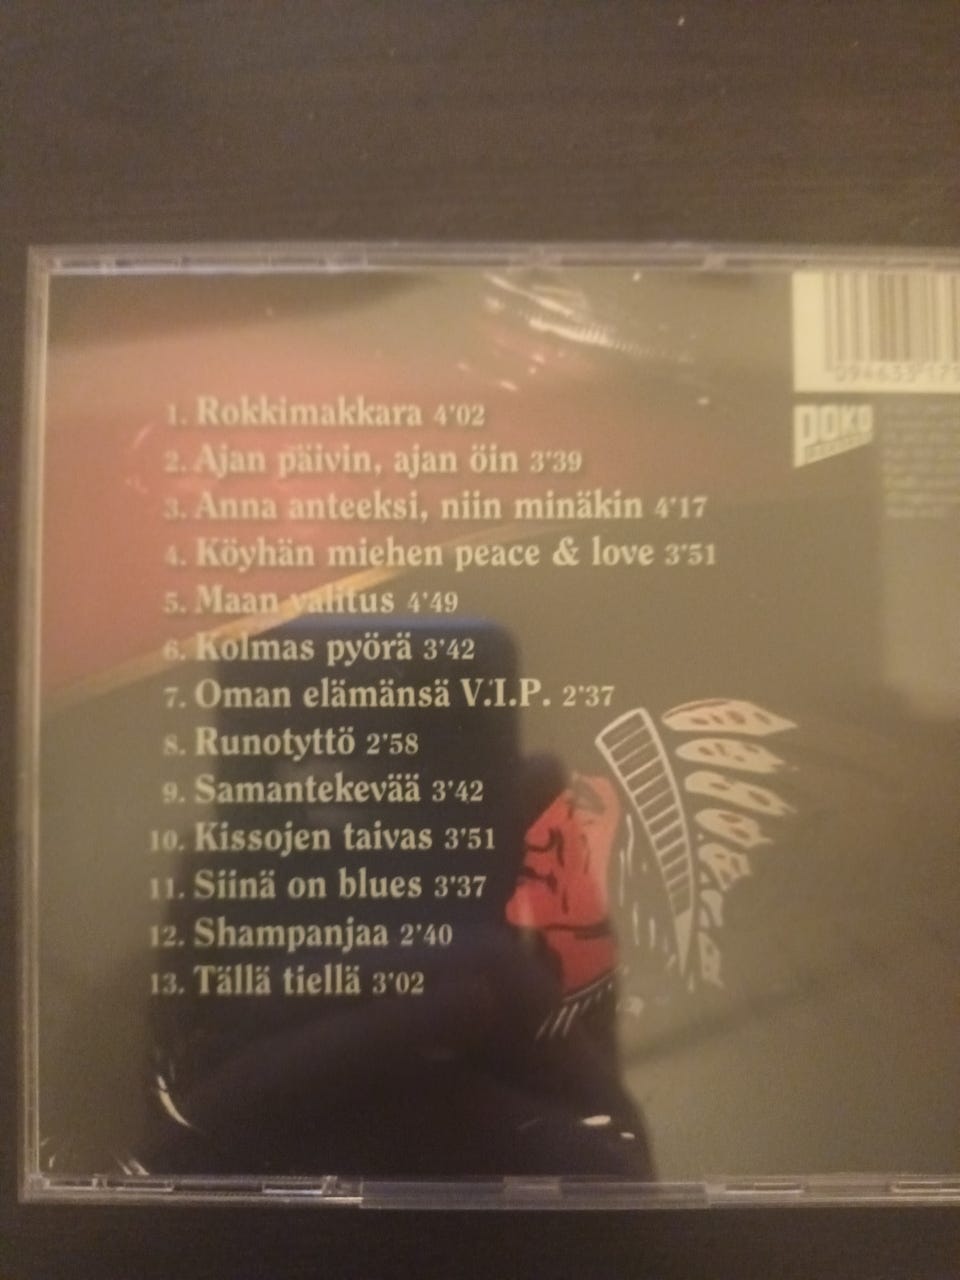 1. Rokkimakkara 4'02
2. Ajan päivin, ajan öin 3'39
3. Anna anteeksi, niin minäkin 4'17
4. Köyhän miehen peace & love 3'51
5. Maan valitus 4'49
6. Kolmas pyörä 3'42
7. Oman elämänsä V.I.P. 2'37
8. Runotyttö 2'58
9. Samantekevää 3'42
10. Kissojen taivas 3'51
11. Siinä on blues 3'37
12. Shampanjaa 2'40
13. Tällä tiellä 3'02
POKO